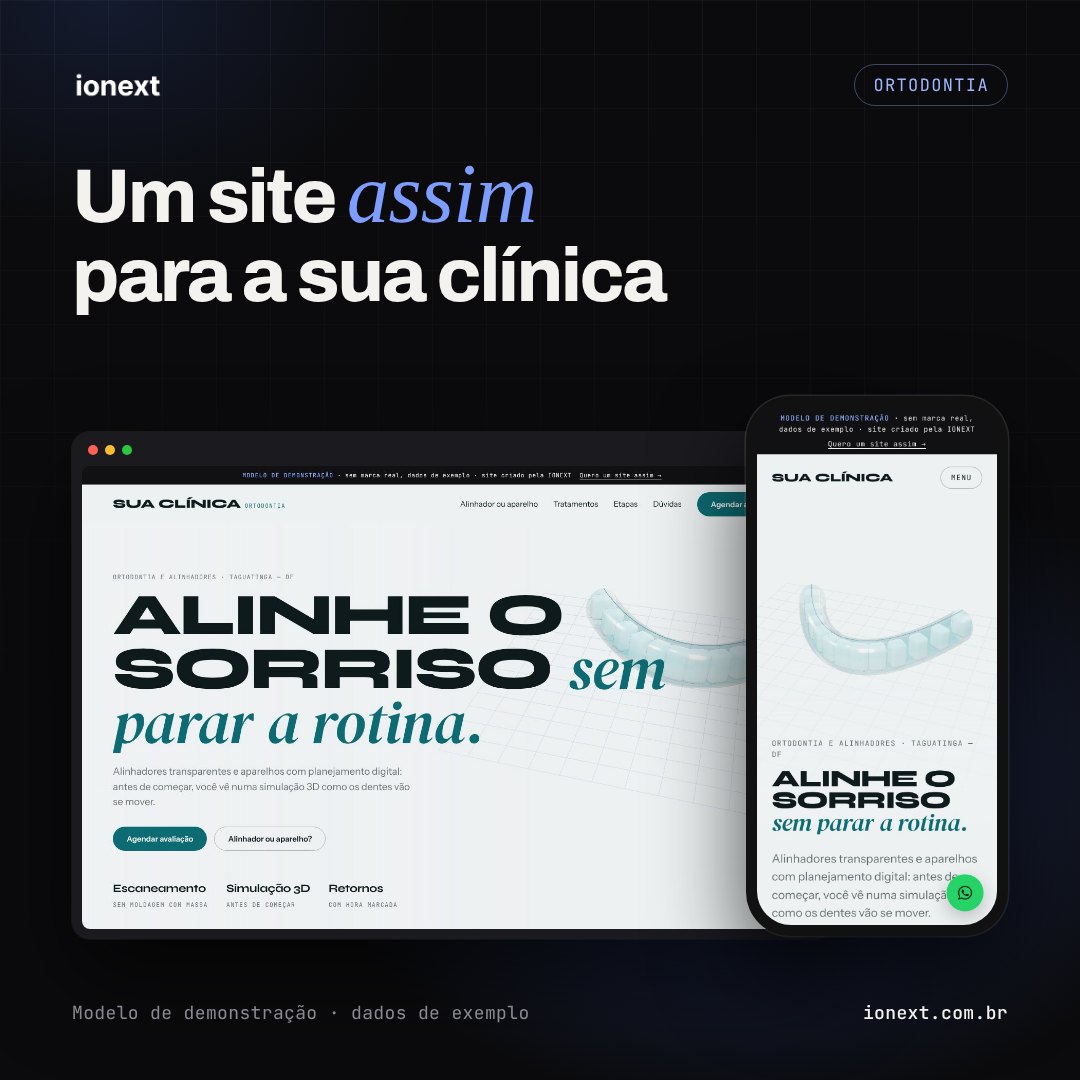 ionext
ORTODONTIA
Um site assim
para a sua clínica
MODELO DE DEMONSTRAÇÃO · sem marca real, dados de exemplo · site criado pela IONEXT Quero um site assim →
SUA CLÍNICA ORTODONTIA
Alinhador ou aparelho Tratamentos Etapas Dúvidas Agendar a
ORTODONTIA E ALINHADORES · TAGUATINGA — DF
ALINHE O
SORRISO sem
parar a rotina.
Alinhadores transparentes e aparelhos com planejamento digital:
antes de começar, você vê numa simulação 3D como os dentes vão
se mover.
Agendar avaliação Alinhador ou aparelho?
Escaneamento Simulação 3D Retornos
SEM MOLDAGEM COM MASSA ANTES DE COMEÇAR COM HORA MARCADA
MODELO DE DEMONSTRAÇÃO · sem marca real,
dados de exemplo · site criado pela IONEXT
Quero um site assim →
SUA CLÍNICA MENU
ORTODONTIA E ALINHADORES · TAGUATINGA —
DF
ALINHE O
SORRISO
sem parar a rotina.
Alinhadores transparentes e aparelhos
com planejamento digital: antes de
começar, você vê numa simulaçã
como os dentes vão se mover.
Modelo de demonstração · dados de exemplo
ionext.com.br